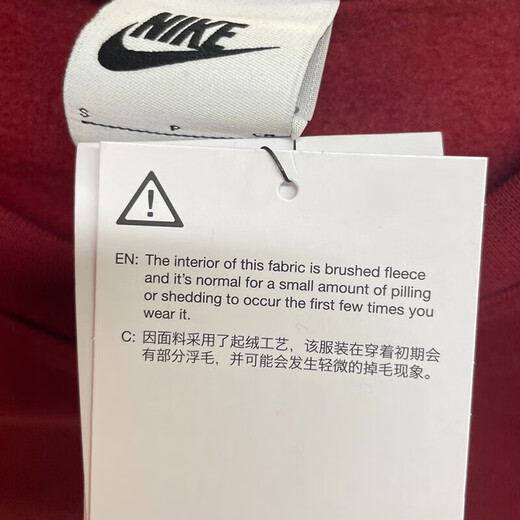 NIKE
S
P
EN: The interior of this fabric is brushed fleece
and it's normal for a small amount of pilling
or shedding to occur the first few times you
wear it.
C: 因面料采用了起绒工艺，该服装在穿着初期会
有部分浮毛，并可能会发生轻微的掉毛现象。